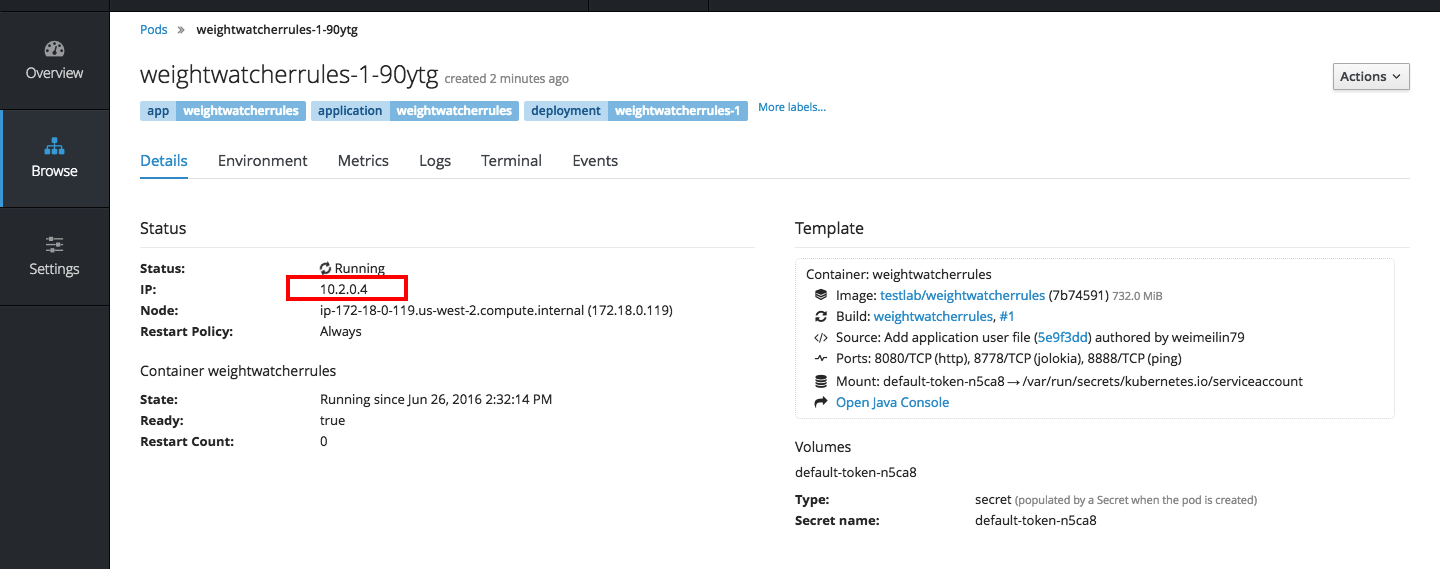 Pods » weightwatcherrules-1-90ytg
Overview
Browse
Settings
weightwatcherrules-1-90ytg created 2 minutes ago
Actions
app weightwatcherrules application weightwatcherrules deployment weightwatcherrules-1 More labels...
Details Environment Metrics Logs Terminal Events
Status
Status: Running
IP: 10.2.0.4
Node: ip-172-18-0-119.us-west-2.compute.internal (172.18.0.119)
Restart Policy: Always
Container weightwatcherrules
State: Running since Jun 26, 2016 2:32:14 PM
Ready: true
Restart Count: 0
Template
Container: weightwatcherrules
Image: testlab/weightwatcherrules (7b74591) 732.0 MiB
Build: weightwatcherrules, #1
</> Source: Add application user file (5e9f3dd) authored by weimeilin79
Ports: 8080/TCP (http), 8778/TCP (jolokia), 8888/TCP (ping)
Mount: default-token-n5ca8 → /var/run/secrets/kubernetes.io/serviceaccount
Open Java Console
Volumes
default-token-n5ca8
Type: secret (populated by a Secret when the pod is created)
Secret name: default-token-n5ca8